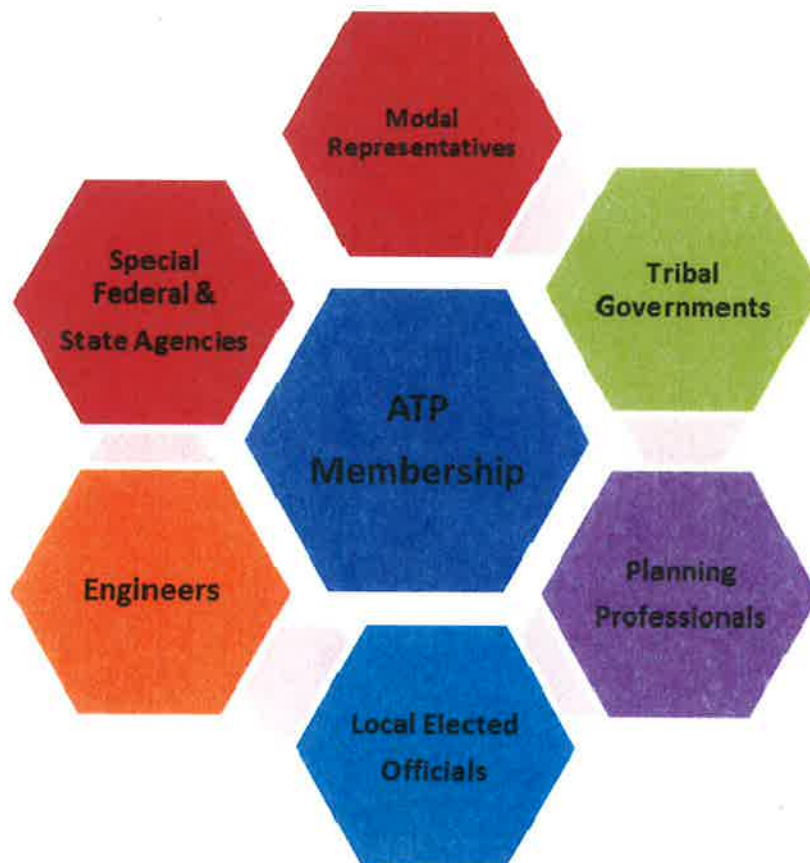 Modal
Representatives
Special
Federal &
State Agencies
Tribal
Governments
ATP
Membership
Engineers
Planning
Professionals
Local Elected
Officials